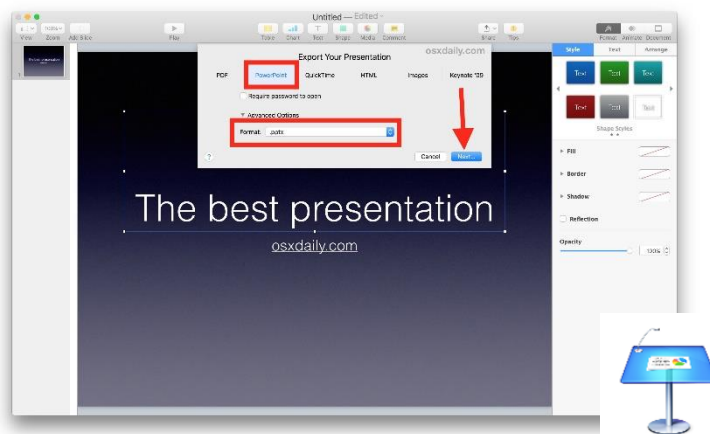 Untitled — Edited
View Zoom Add Slide Play Table Chart Text Shape Media Comment Share Tips Format Animate Document
osxdaily.com
Export Your Presentation
PDF PowerPoint QuickTime HTML Images Keynote '09
Require password to open
Advanced Options
Format: .pptx
? Cancel Next...
The best presentation
osxdaily.com
Style Text Arrange
Text Text Text
Text Text Text
Shape Styles
Fill
Border
Shadow
Reflection
Opacity
100%